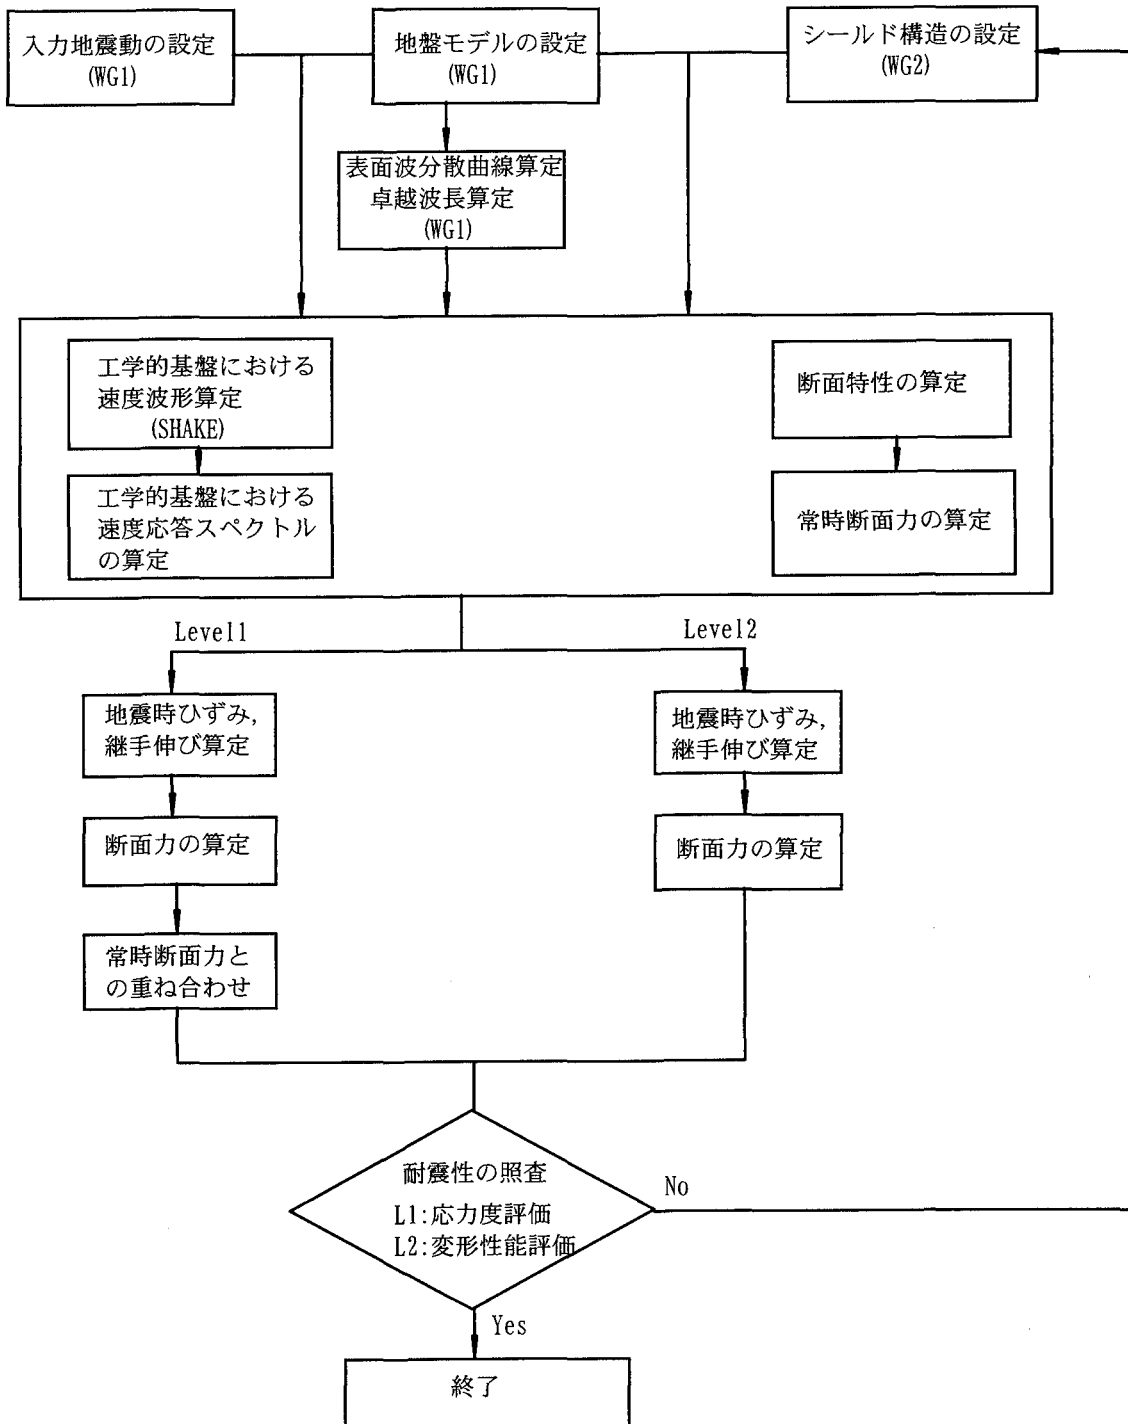 入力地震動の設定
(WG1)
地盤モデルの設定
(WG1)
シールド構造の設定
(WG2)
表面波分散曲線算定
卓越波長算定
(WG1)
工学的基盤における
速度波形算定
(SHAKE)
工学的基盤における
速度応答スペクトル
の算定
断面特性の算定
常時断面力の算定
Level1
Level2
地震時ひずみ,
継手伸び算定
断面力の算定
常時断面力と
の重ね合わせ
地震時ひずみ,
継手伸び算定
断面力の算定
耐震性の照査
L1:応力度評価
L2:変形性能評価
No
Yes
終了